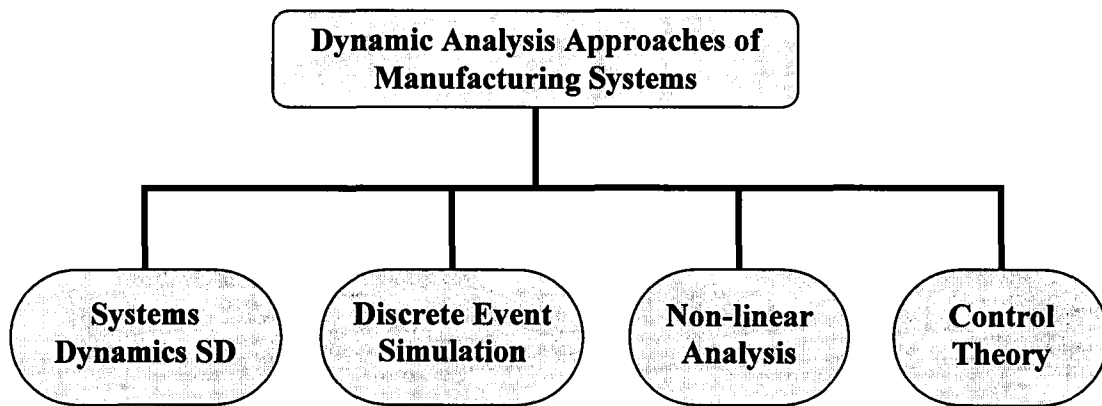 Dynamic Analysis Approaches of
Manufacturing Systems
Systems
Dynamics SD
Discrete Event
Simulation
Non-linear
Analysis
Control
Theory